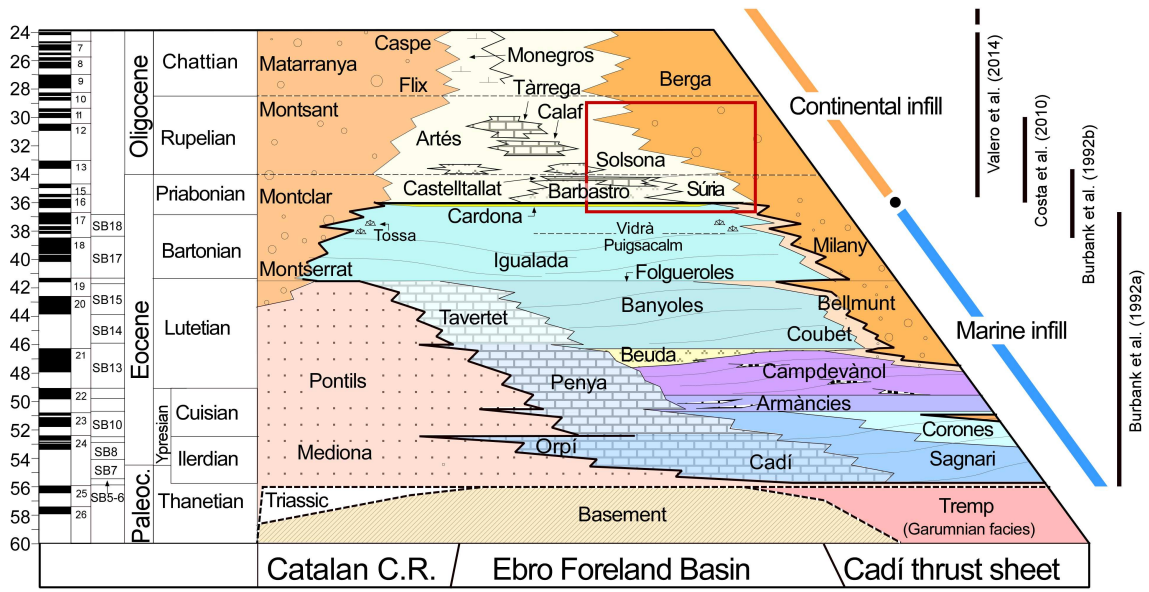 24
26
28
30
32
34
36
38
40
42
44
46
48
50
52
54
56
58
60
7
8
9
10
11
12
13
15
16
17
18
19
20
21
22
23
24
25
26
SB18
SB17
SB15
SB14
SB13
SB10
SB8
SB7
SB5-6
Oligocene
Eocene
Paleoc.
Ypresian
Chattian
Rupelian
Priabonian
Bartonian
Lutetian
Cuisian
Ilerdian
Thanetian
Caspe
Matarranya
Flix
Monegros
Tàrrega
Berga
Montsant
Calaf
Artés
Solsona
Castelltallat
Barbastro
Súria
Montclar
Cardona
Tossa
Vidrà
Puigsacalm
Milany
Igualada
Montserrat
Folgueroles
Banyoles
Bellmunt
Tavertet
Coubet
Beuda
Campdevànol
Pontils
Penya
Armàncies
Corones
Mediona
Orpí
Cadí
Sagnari
Triassic
Basement
Tremp
(Garumnian facies)
Catalan C.R.
Ebro Foreland Basin
Cadí thrust sheet
Continental infill
Marine infill
Valero et al. (2014)
Costa et al. (2010)
Burbank et al. (1992b)
Burbank et al. (1992a)